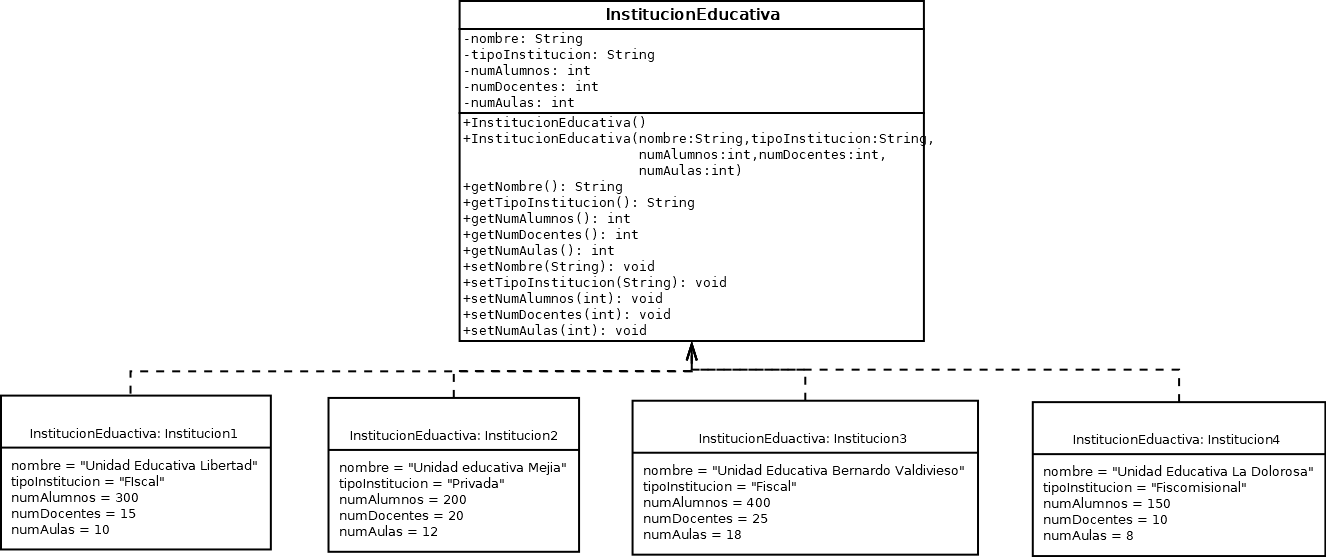 InstitucionEducativa
-nombre: String
-tipoInstitucion: String
-numAlumnos: int
-numDocentes: int
-numAulas: int
+InstitucionEducativa()
+InstitucionEducativa(nombre:String,tipoInstitucion:String,
numAlumnos:int,numDocentes:int,
numAulas:int)
+getNombre(): String
+getTipoInstitucion(): String
+getNumAlumnos(): int
+getNumDocentes(): int
+getNumAulas(): int
+setNombre(String): void
+setTipoInstitucion(String): void
+setNumAlumnos(int): void
+setNumDocentes(int): void
+setNumAulas(int): void
InstitucionEduactiva: Institucion1
nombre = "Unidad Educativa Libertad"
tipoInstitucion = "FIscal"
numAlumnos = 300
numDocentes = 15
numAulas = 10
InstitucionEduactiva: Institucion2
nombre = "Unidad educativa Mejia"
tipoInstitucion = "Privada"
numAlumnos = 200
numDocentes = 20
numAulas = 12
InstitucionEduactiva: Institucion3
nombre = "Unidad Educativa Bernardo Valdivieso"
tipoInstitucion = "Fiscal"
numAlumnos = 400
numDocentes = 25
numAulas = 18
InstitucionEduactiva: Institucion4
nombre = "Unidad Educativa La Dolorosa"
tipoInstitucion = "Fiscomisional"
numAlumnos = 150
numDocentes = 10
numAulas = 8